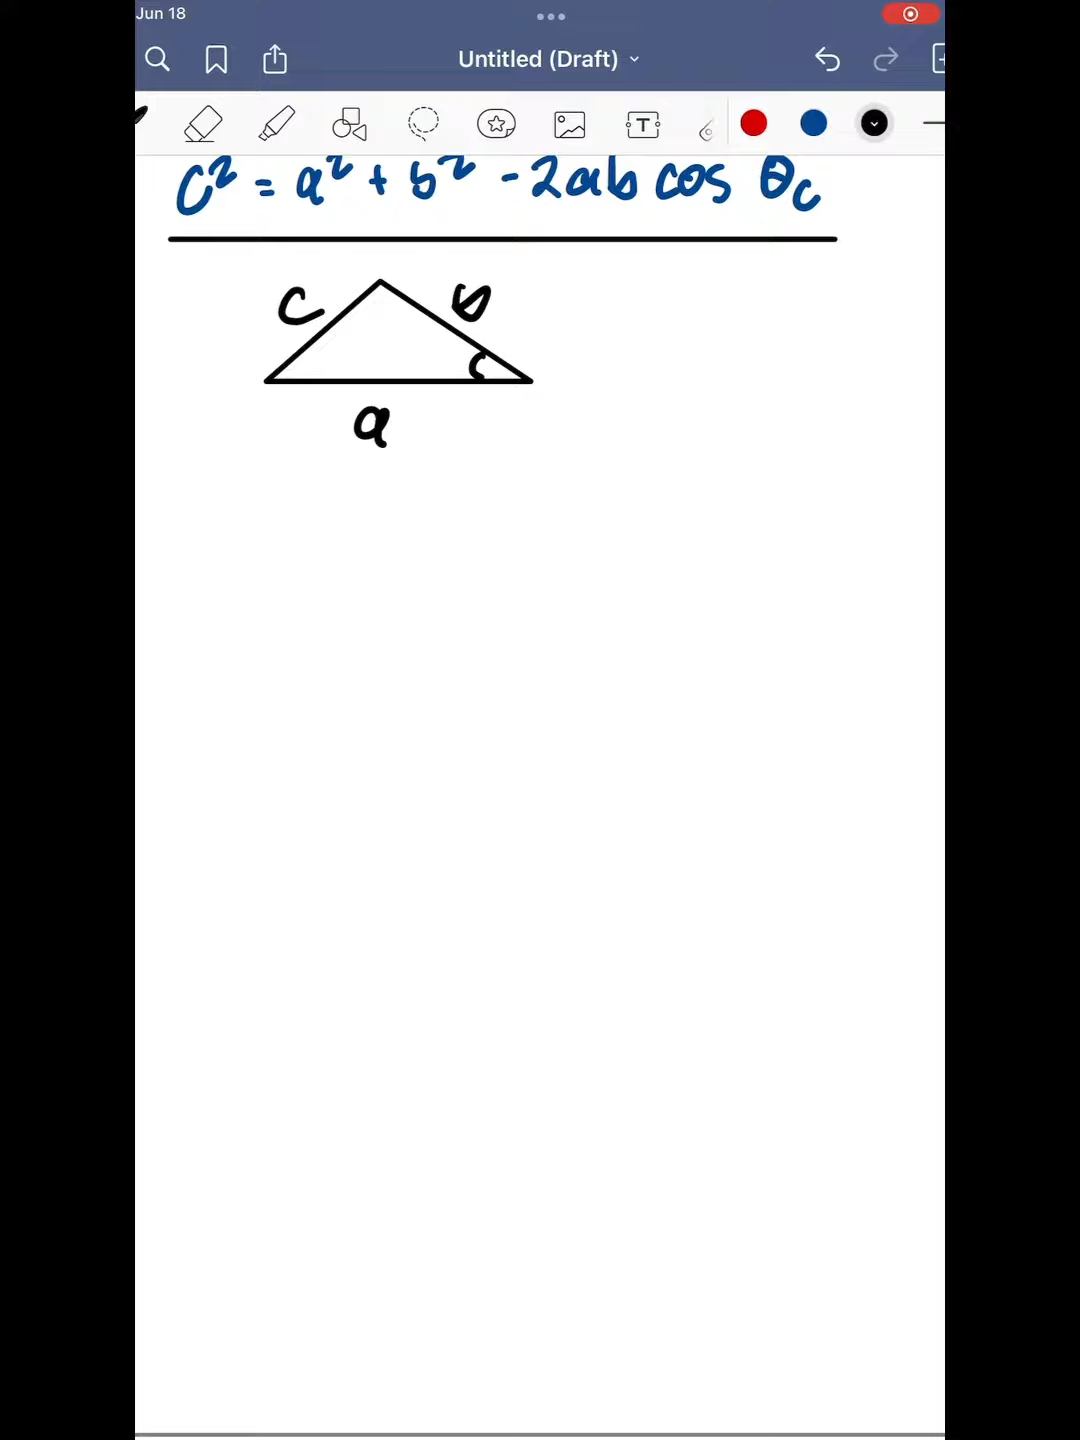 Jun 18
Untitled (Draft)
T
c² = a² + b² - 2ab cos θc
c
b
a